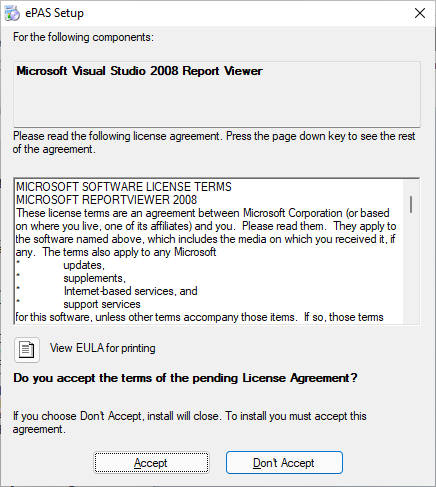 ePAS Setup
For the following components:
Microsoft Visual Studio 2008 Report Viewer
Please read the following license agreement. Press the page down key to see the rest
of the agreement.
MICROSOFT SOFTWARE LICENSE TERMS
MICROSOFT REPORTVIEWER 2008
These license terms are an agreement between Microsoft Corporation (or based
on where you live, one of its affiliates) and you.  Please read them.  They apply to
the software named above, which includes the media on which you received it, if
any.  The terms also apply to any Microsoft
* updates,
* supplements,
* Internet-based services, and
* support services
for this software, unless other terms accompany those items.  If so, those terms
View EULA for printing
Do you accept the terms of the pending License Agreement?
If you choose Don't Accept, install will close. To install you must accept this
agreement.
Accept
Don't Accept